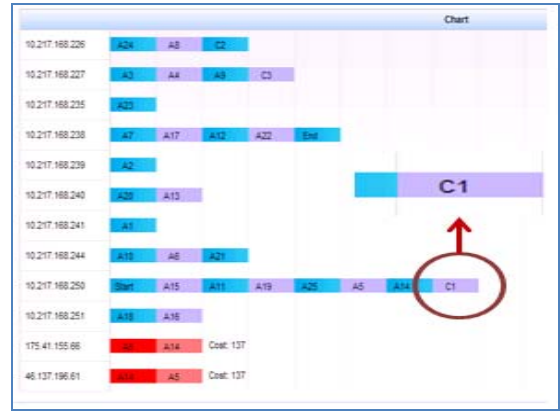 Chart
10.217.168.226 A24 A8 C2
10.217.168.227 A3 A4 A9 C3
10.217.168.235 A23
10.217.168.238 A7 A17 A12 A22 End
10.217.168.239 A2
10.217.168.240 A20 A13
C1
10.217.168.241 A1
10.217.168.244 A10 A6 A21
10.217.168.250 Start A15 A11 A19 A25 A5 A14 C1
10.217.168.251 A18 A16
175.41.155.66 A14 Cost: 137
46.137.196.61 A5 Cost: 137